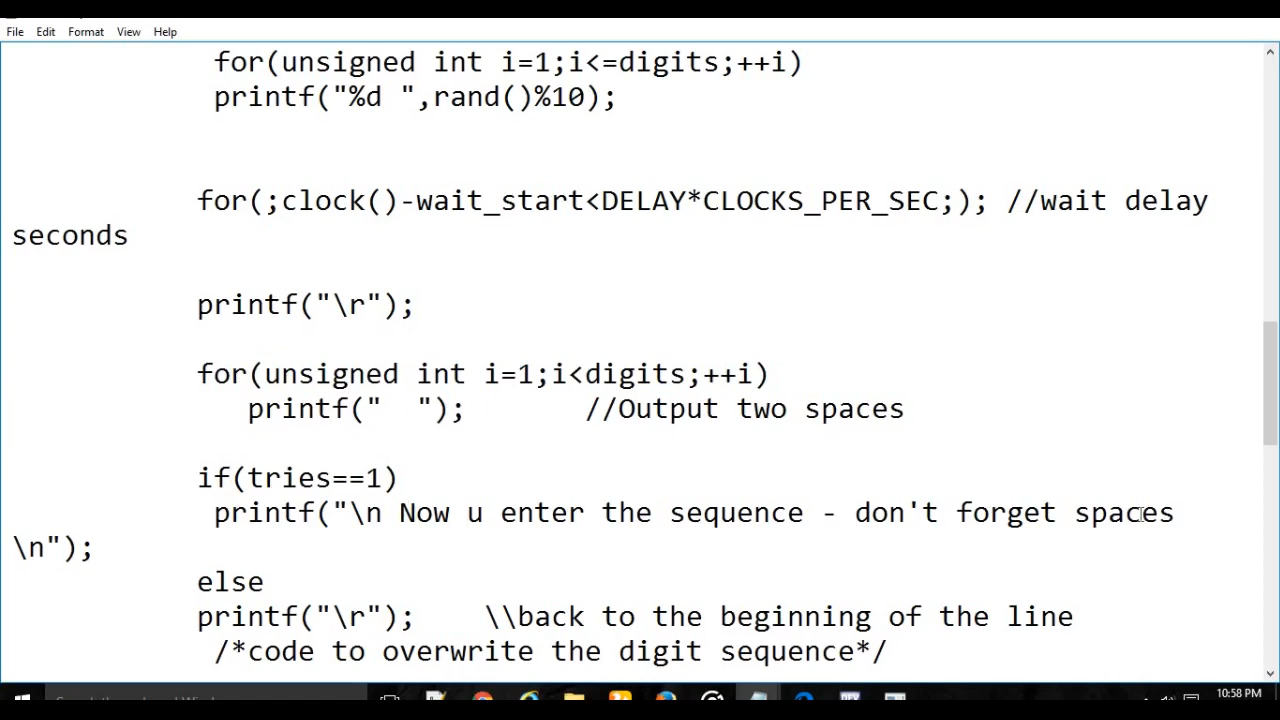 File Edit Format View Help
for(unsigned int i=1;i<=digits;++i)
printf("%d ",rand()%10);
for(;clock()-wait_start<DELAY*CLOCKS_PER_SEC;); //wait delay
seconds
printf("\r");
for(unsigned int i=1;i<digits;++i)
printf("  ");       //Output two spaces
if(tries==1)
printf("\n Now u enter the sequence - don't forget spaces
\n");
else
printf("\r");    \\back to the beginning of the line
/*code to overwrite the digit sequence*/
10:58 PM